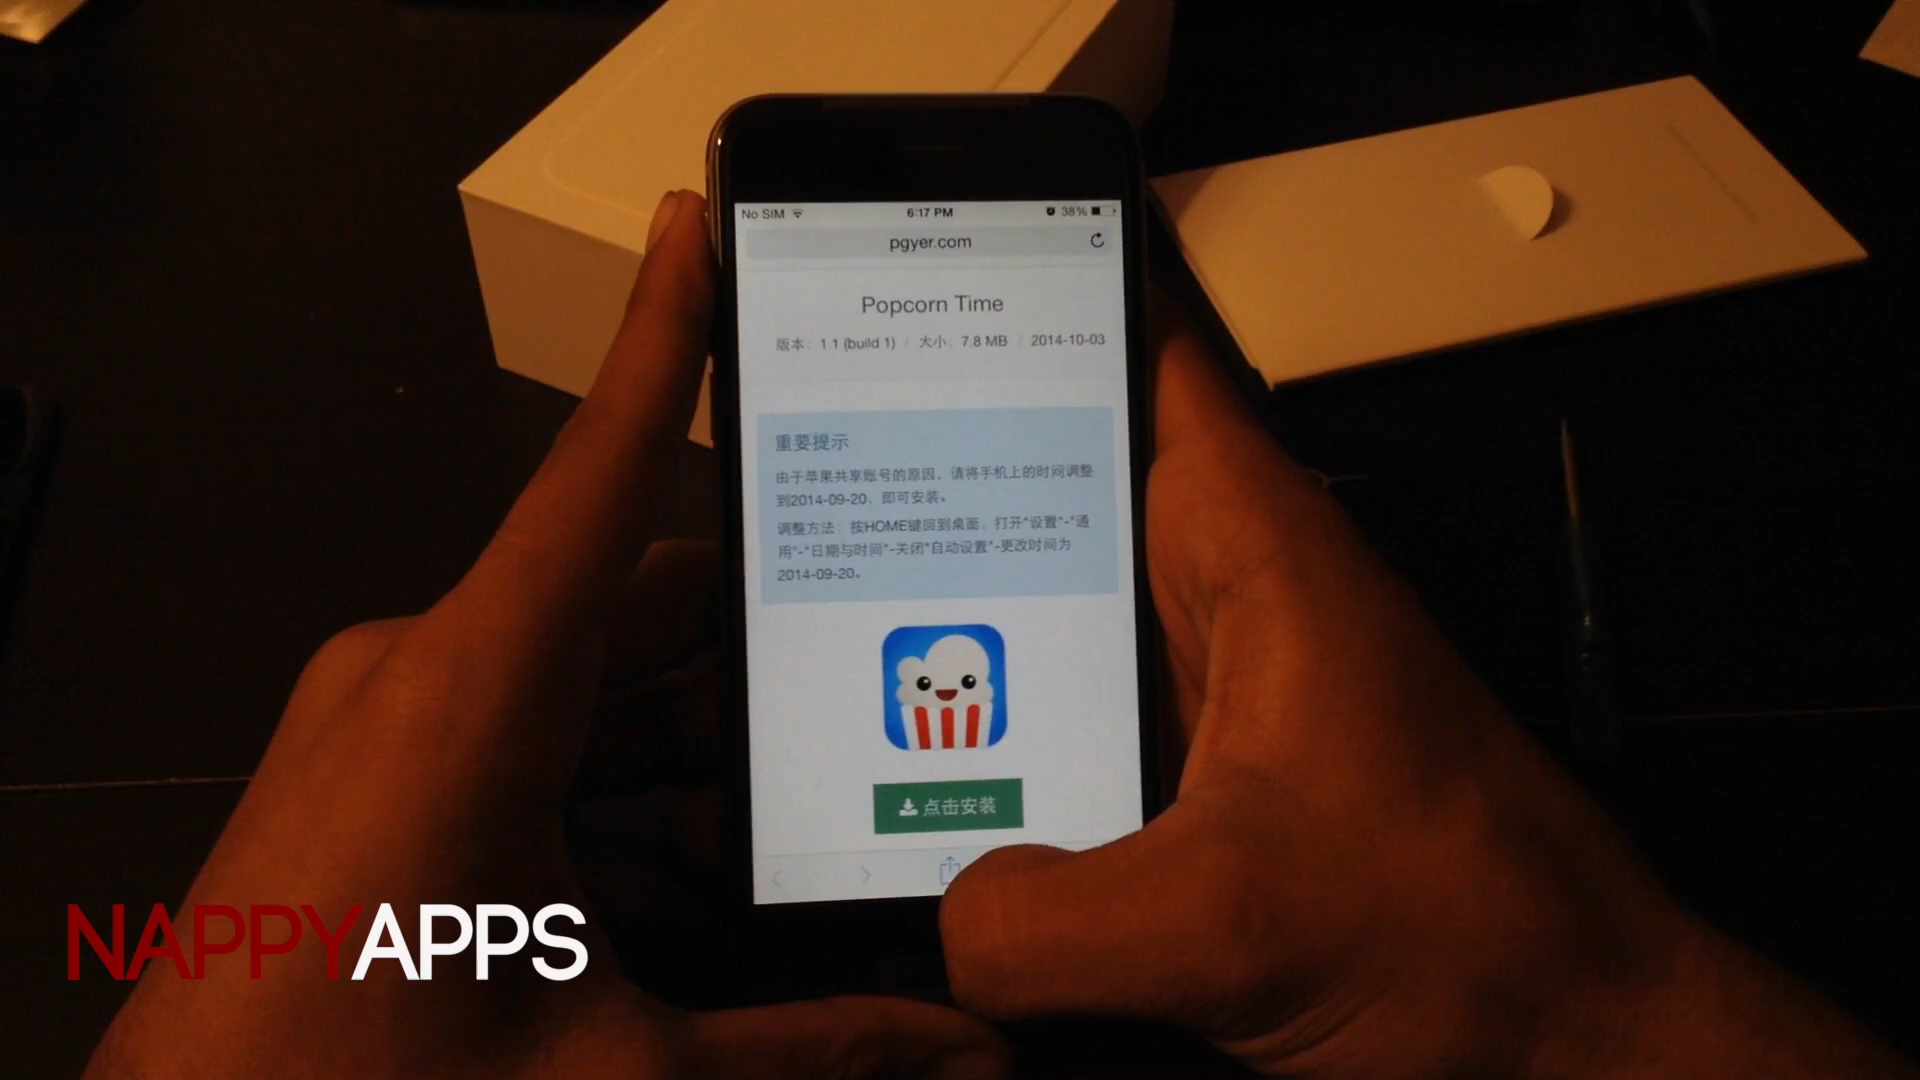 No SIM 6:17 PM 38%
pgyer.com
Popcorn Time
版本：1.1 (build 1) / 大小：7.8 MB / 2014-10-03
重要提示
由于苹果共享账号的原因，请将手机上的时间调整
到2014-09-20，即可安装。
调整方法：按HOME键回到桌面，打开“设置”-“通
用”-“日期与时间”-关闭“自动设置”-更改时间为
2014-09-20。
点击安装
NAPPYAPPS